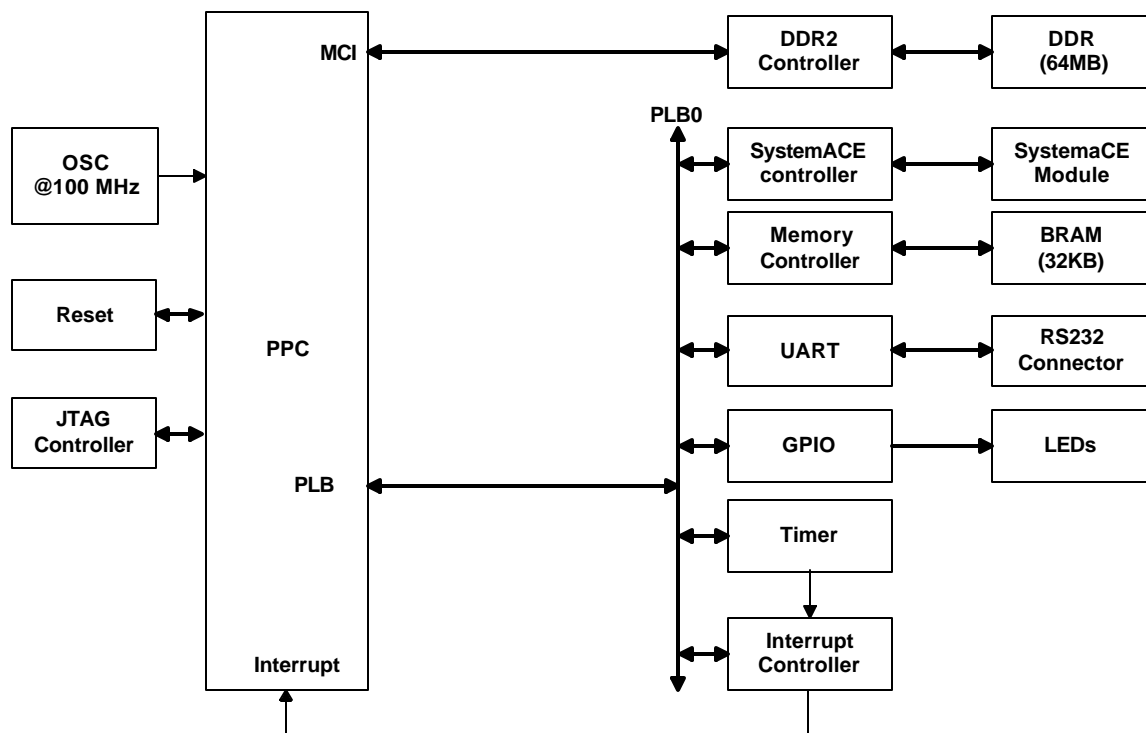 MCI
DDR2
Controller
DDR
(64MB)
PLB0
OSC
@100 MHz
SystemACE
controller
SystemaCE
Module
Memory
Controller
BRAM
(32KB)
Reset
PPC
UART
RS232
Connector
JTAG
Controller
GPIO
LEDs
PLB
Timer
Interrupt
Interrupt
Controller